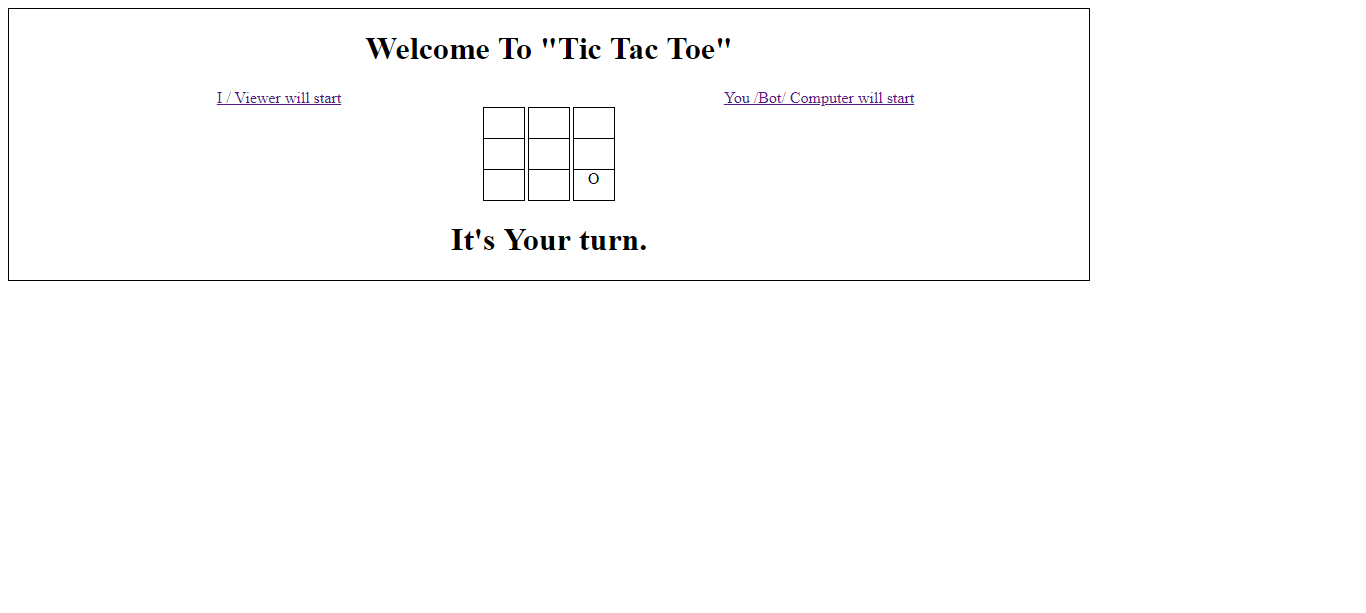 Welcome To "Tic Tac Toe"
I / Viewer will start
You /Bot/ Computer will start
O
It's Your turn.